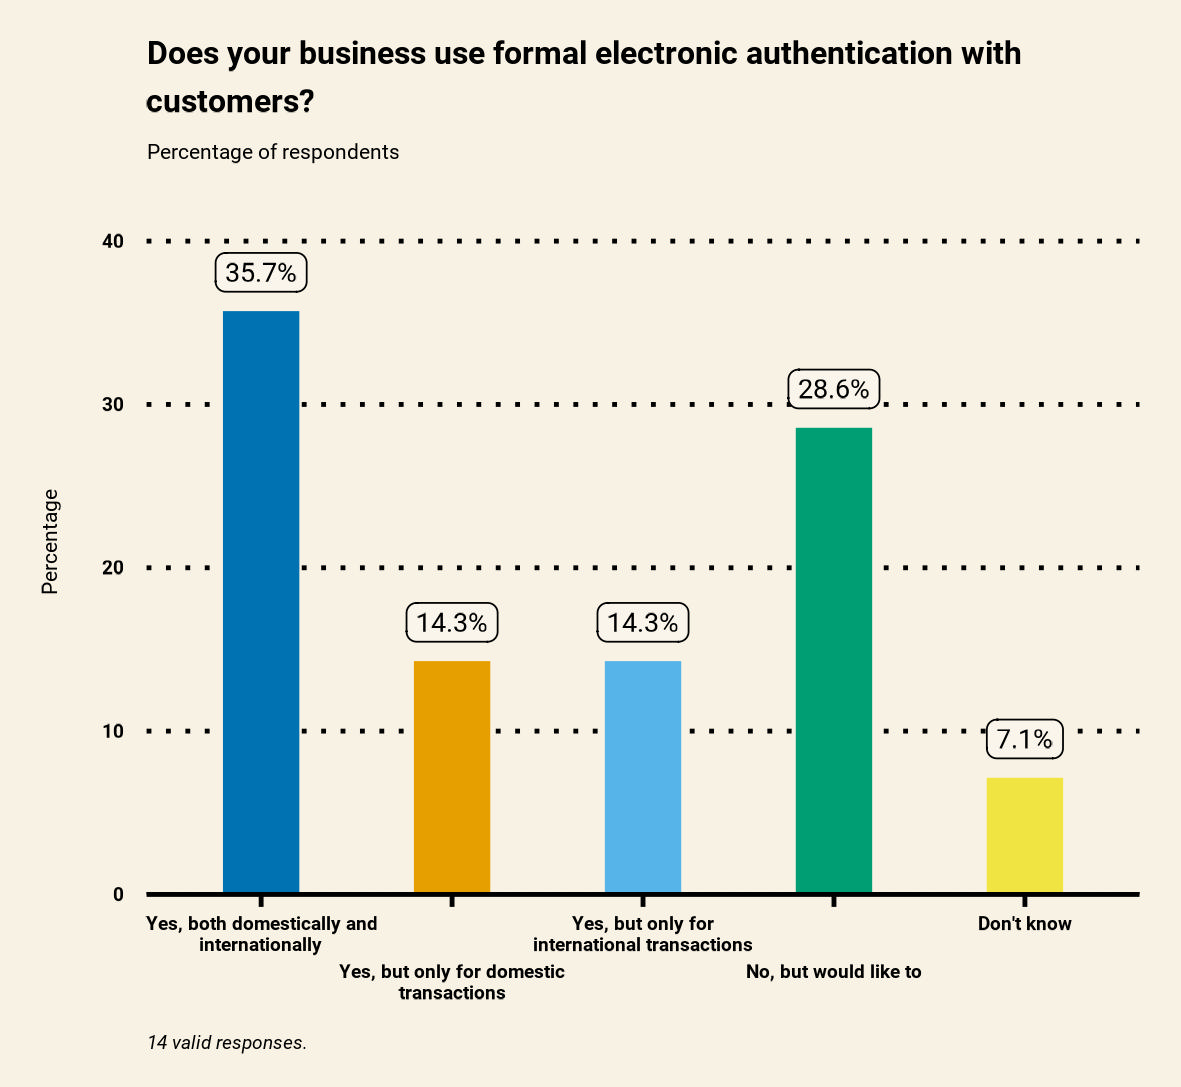 Does your business use formal electronic authentication with
customers?
Percentage of respondents
40
35.7%
28.6%
30
Percentage
20
14.3%
14.3%
10
7.1%
0
Yes, both domestically and
internationally
Yes, but only for domestic
transactions
Yes, but only for
international transactions
No, but would like to
Don't know
14 valid responses.